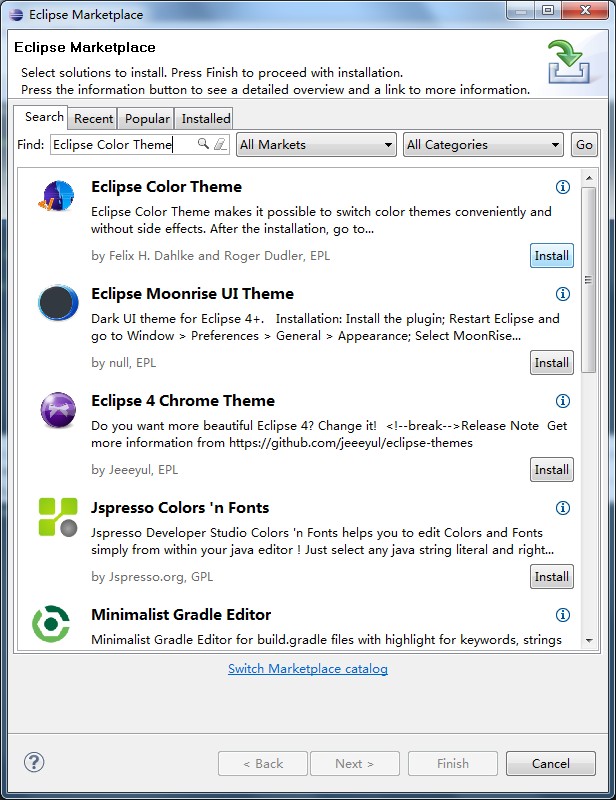 Eclipse Marketplace
Eclipse Marketplace
Select solutions to install. Press Finish to proceed with installation.
Press the information button to see a detailed overview and a link to more information.
Search Recent Popular Installed
Find: Eclipse Color Theme All Markets All Categories Go
Eclipse Color Theme
Eclipse Color Theme makes it possible to switch color themes conveniently and
without side effects. After the installation, go to...
by Felix H. Dahlke and Roger Dudler, EPL
Install
Eclipse Moonrise UI Theme
Dark UI theme for Eclipse 4+.   Installation: Install the plugin; Restart Eclipse and
go to Window > Preferences > General > Appearance; Select MoonRise...
by null, EPL
Install
Eclipse 4 Chrome Theme
Do you want more beautiful Eclipse 4? Change it!  <!--break-->Release Note  Get
more information from https://github.com/jeeeyul/eclipse-themes
by Jeeeyul, EPL
Install
Jspresso Colors 'n Fonts
Jspresso Developer Studio Colors 'n Fonts helps you to edit Colors and Fonts
simply from within your java editor ! Just select any java string literal and right...
by Jspresso.org, GPL
Install
Minimalist Gradle Editor
Minimalist Gradle Editor for build.gradle files with highlight for keywords, strings
Switch Marketplace catalog
< Back Next > Finish Cancel